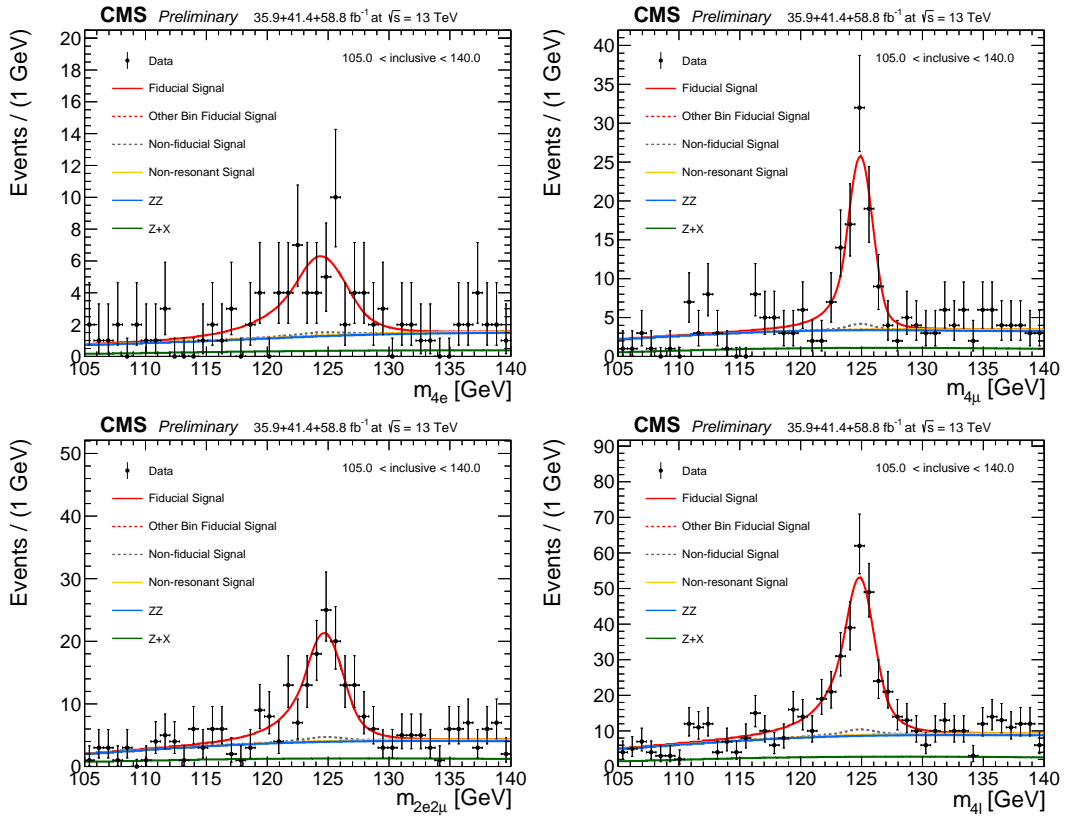 CMS Preliminary 35.9+41.4+58.8 fb⁻¹ at √s = 13 TeV
Events / (1 GeV)
20
18
16
14
12
10
8
6
4
2
0
105.0 < inclusive < 140.0
Data
Fiducial Signal
Other Bin Fiducial Signal
Non-fiducial Signal
Non-resonant Signal
ZZ
Z+X
105 110 115 120 125 130 135 140
m4e [GeV]
CMS Preliminary 35.9+41.4+58.8 fb⁻¹ at √s = 13 TeV
Events / (1 GeV)
40
35
30
25
20
15
10
5
0
105.0 < inclusive < 140.0
Data
Fiducial Signal
Other Bin Fiducial Signal
Non-fiducial Signal
Non-resonant Signal
ZZ
Z+X
105 110 115 120 125 130 135 140
m4μ [GeV]
CMS Preliminary 35.9+41.4+58.8 fb⁻¹ at √s = 13 TeV
Events / (1 GeV)
50
40
30
20
10
0
105.0 < inclusive < 140.0
Data
Fiducial Signal
Other Bin Fiducial Signal
Non-fiducial Signal
Non-resonant Signal
ZZ
Z+X
105 110 115 120 125 130 135 140
m2e2μ [GeV]
CMS Preliminary 35.9+41.4+58.8 fb⁻¹ at √s = 13 TeV
Events / (1 GeV)
90
80
70
60
50
40
30
20
10
0
105.0 < inclusive < 140.0
Data
Fiducial Signal
Other Bin Fiducial Signal
Non-fiducial Signal
Non-resonant Signal
ZZ
Z+X
105 110 115 120 125 130 135 140
m4l [GeV]